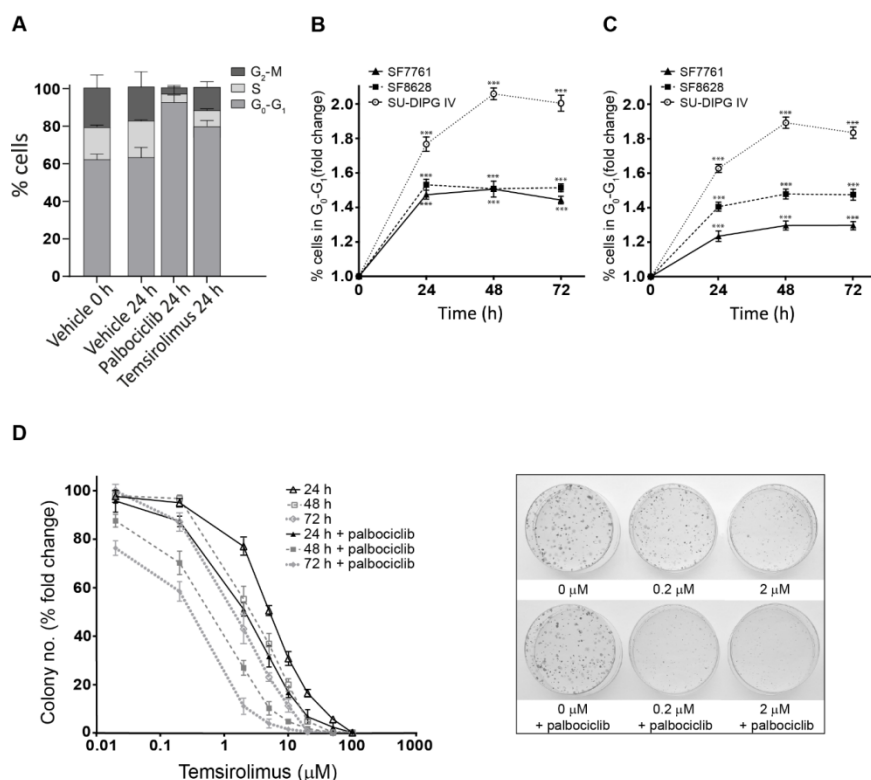 A
% cells
100
80
60
40
20
0
G₂-M
S
G₀-G₁
Vehicle 0 h
Vehicle 24 h
Palbociclib 24 h
Temsirolimus 24 h
B
SF7761
SF8628
SU-DIPG IV
% cells in G₀-G₁ (fold change)
2.0
1.8
1.6
1.4
1.2
1.0
***
***
***
***
***
***
***
***
***
0 24 48 72
Time (h)
C
SF7761
SF8628
SU-DIPG IV
% cells in G₀-G₁ (fold change)
2.0
1.8
1.6
1.4
1.2
1.0
***
***
***
***
***
***
***
***
***
0 24 48 72
Time (h)
D
Colony no. (% fold change)
100
80
60
40
20
0
24 h
48 h
72 h
24 h + palbociclib
48 h + palbociclib
72 h + palbociclib
0.01 0.1 1 10 100 1000
Temsirolimus (μM)
0 μM 0.2 μM 2 μM
0 μM 0.2 μM 2 μM
+ palbociclib + palbociclib + palbociclib